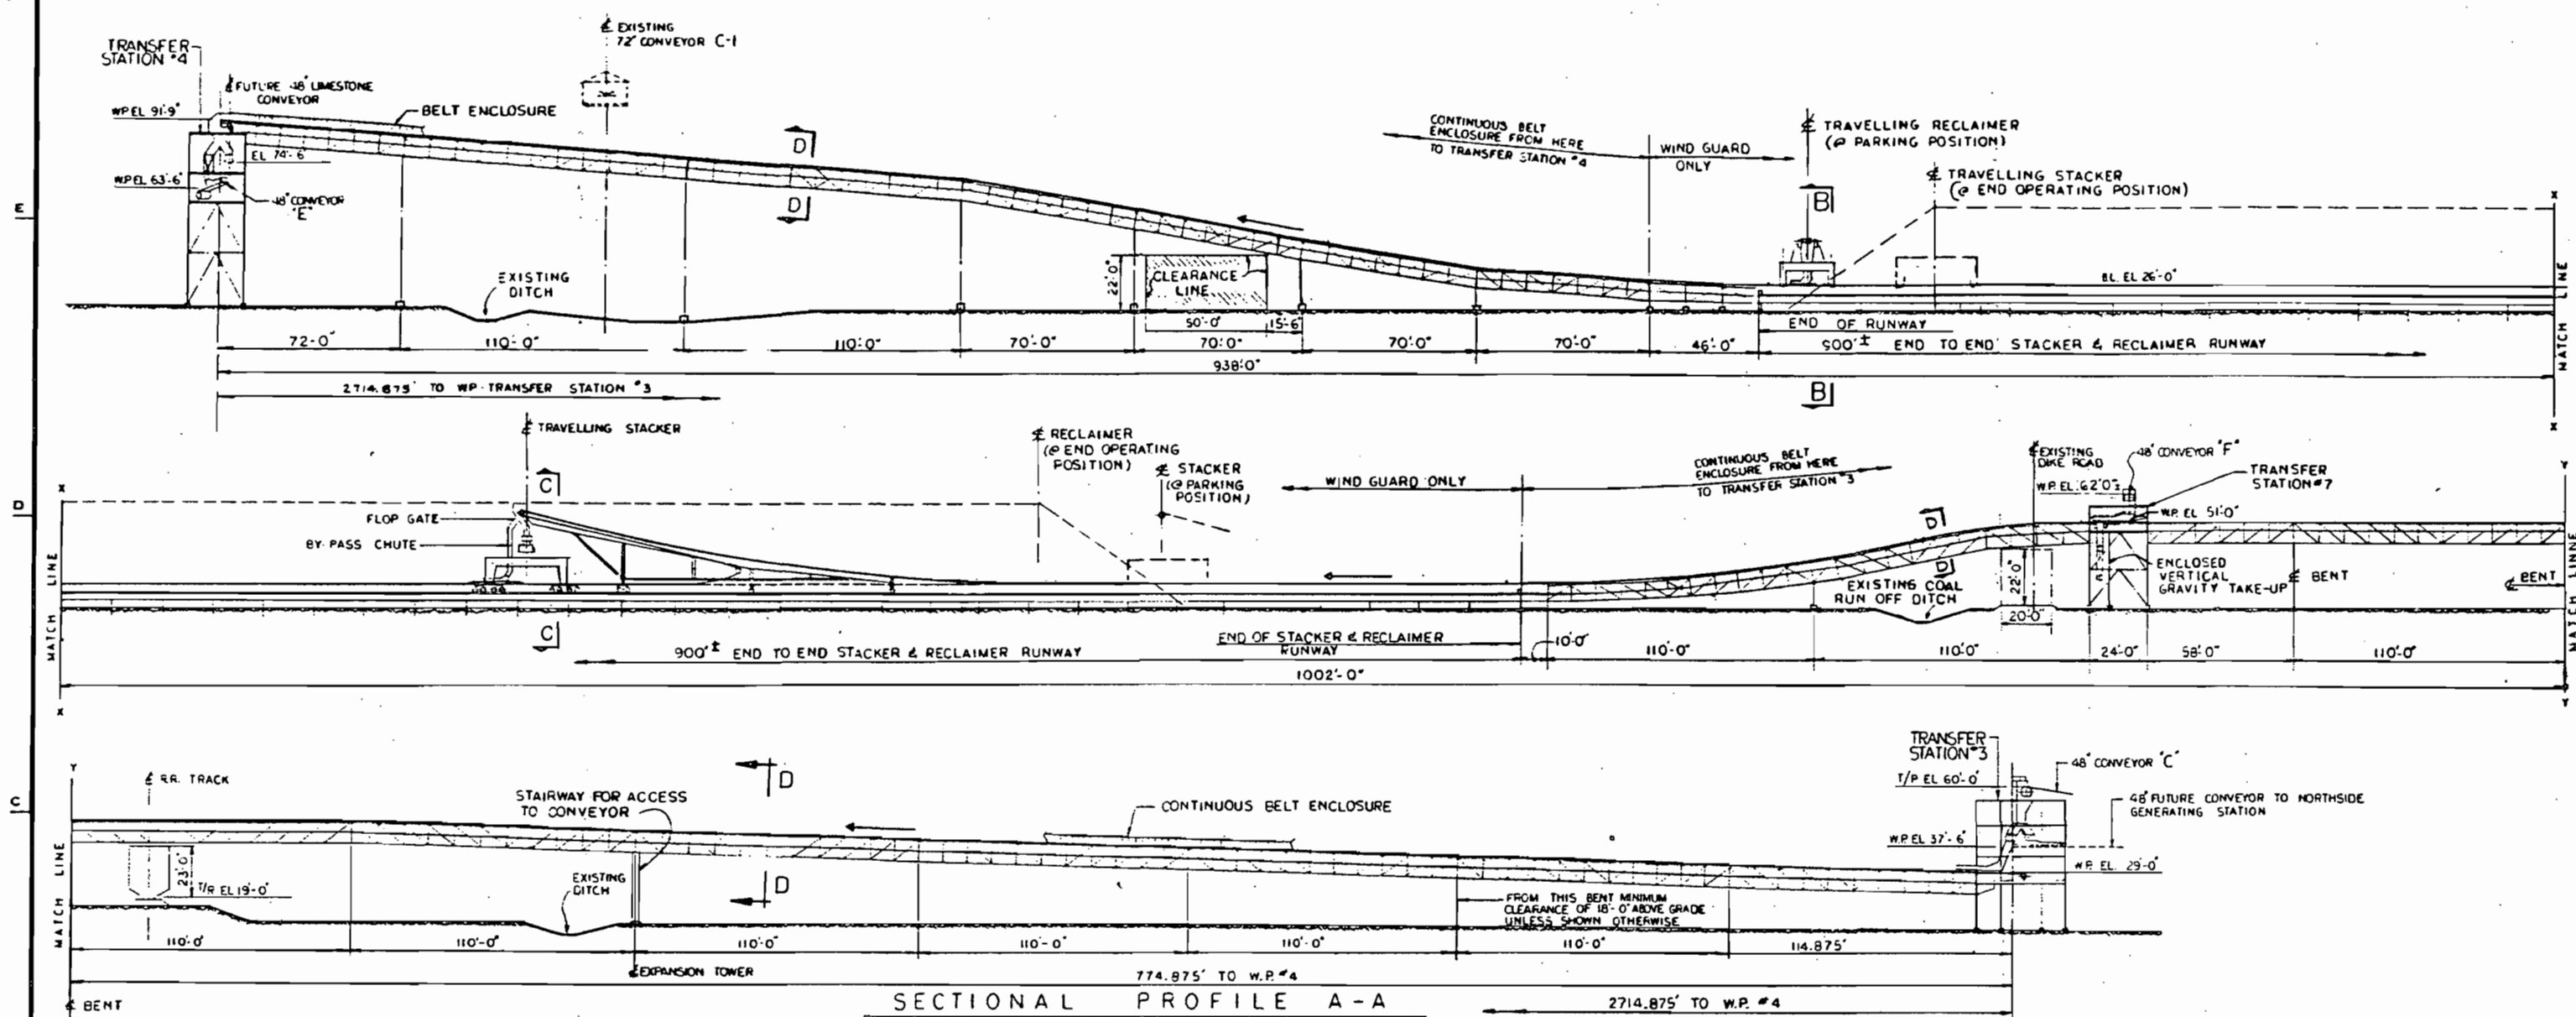 TRANSFER
STATION #4
℄ EXISTING
72" CONVEYOR C-1
℄ FUTURE 48" LIMESTONE
CONVEYOR
W.P. EL 91'-9"
BELT ENCLOSURE
EL 74'-6"
W.P. EL 63'-6"
48" CONVEYOR
"E"
EXISTING
DITCH
D
D
CONTINUOUS BELT
ENCLOSURE FROM HERE
TO TRANSFER STATION #4
WIND GUARD
ONLY
℄ TRAVELLING RECLAIMER
(@ PARKING POSITION)
℄ TRAVELLING STACKER
(@ END OPERATING POSITION)
B
22'-0"
CLEARANCE
LINE
BL. EL 26'-0"
50'-0"
15'-6"
END OF RUNWAY
72'-0"
110'-0"
110'-0"
70'-0"
70'-0"
70'-0"
70'-0"
46'-0"
900'± END TO END STACKER & RECLAIMER RUNWAY
938'-0"
2714.875' TO WP-TRANSFER STATION #3
B
X
MATCH LINE
X
E
℄ TRAVELLING STACKER
C
FLOP GATE
BY-PASS CHUTE
℄ RECLAIMER
(@ END OPERATING
POSITION)
℄ STACKER
(@ PARKING
POSITION)
WIND GUARD ONLY
CONTINUOUS BELT
ENCLOSURE FROM HERE
TO TRANSFER STATION #3
℄ EXISTING
DIKE ROAD
48" CONVEYOR "F"
TRANSFER
STATION #7
W.P. EL. 62'-0"±
W.P. EL 51'-0"
D
D
EXISTING COAL
RUN OFF DITCH
22'-0"
20'-0"
ENCLOSED
VERTICAL
GRAVITY TAKE-UP
℄ BENT
℄ BENT
C
900'± END TO END STACKER & RECLAIMER RUNWAY
END OF STACKER & RECLAIMER
RUNWAY
10'-0"
110'-0"
110'-0"
24'-0"
58'-0"
110'-0"
1002'-0"
X
MATCH LINE
X
Y
MATCH LINNE
Y
D
Y
MATCH LINE
℄ R.R. TRACK
23'-0"
T/R EL 19'-0"
STAIRWAY FOR ACCESS
TO CONVEYOR
EXISTING
DITCH
D
D
CONTINUOUS BELT ENCLOSURE
TRANSFER
STATION #3
T/P EL 60'-0"
48" CONVEYOR "C"
48" FUTURE CONVEYOR TO NORTHSIDE
GENERATING STATION
W.P. EL 37'-6"
W.P. EL. 29'-0"
FROM THIS BENT MINIMUM
CLEARANCE OF 18'-0" ABOVE GRADE
UNLESS SHOWN OTHERWISE
110'-0"
110'-0"
110'-0"
110'-0"
110'-0"
110'-0"
114.875'
℄ EXPANSION TOWER
774.875' TO W.P. #4
℄ BENT
2714.875' TO W.P. #4
SECTIONAL PROFILE A-A
C